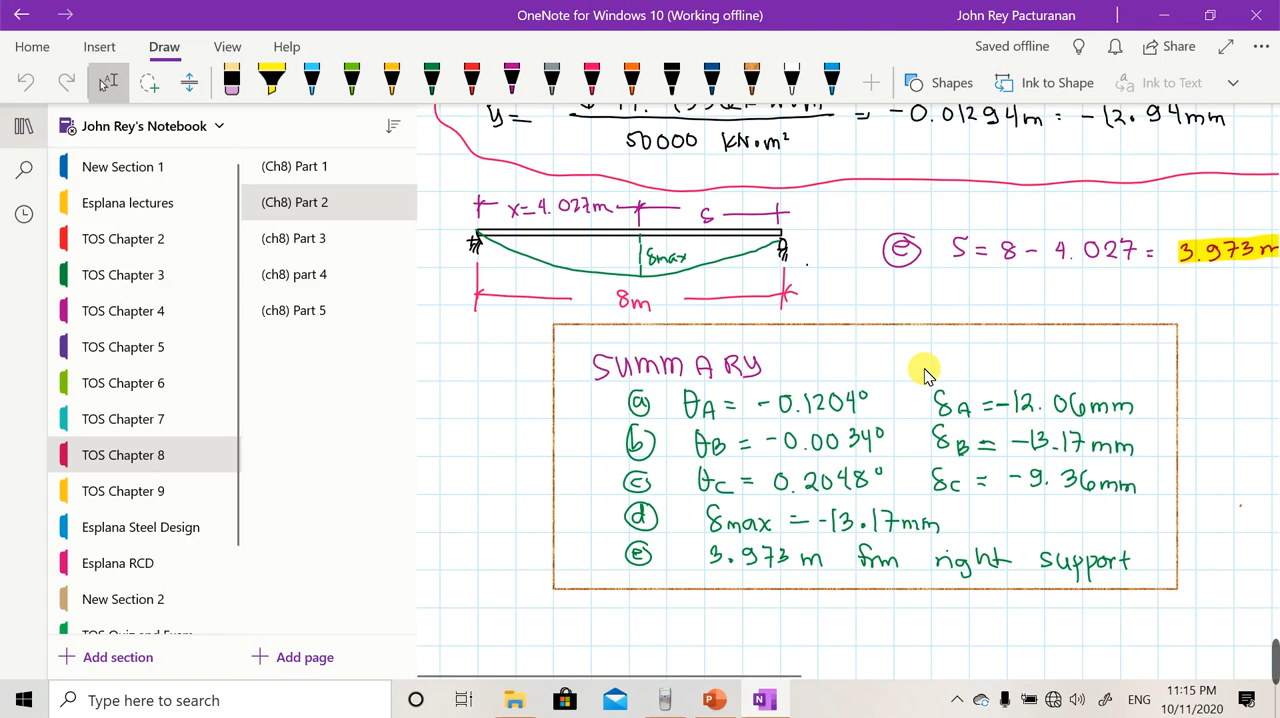 OneNote for Windows 10 (Working offline)
John Rey Pacturanan
Home Insert Draw View Help
Saved offline Share
Shapes Ink to Shape Ink to Text
John Rey's Notebook
New Section 1
Esplana lectures
TOS Chapter 2
TOS Chapter 3
TOS Chapter 4
TOS Chapter 5
TOS Chapter 6
TOS Chapter 7
TOS Chapter 8
TOS Chapter 9
Esplana Steel Design
Esplana RCD
New Section 2
TOS Quiz and Exam
Add section
(Ch8) Part 1
(Ch8) Part 2
(ch8) Part 3
(ch8) part 4
(ch8) Part 5
Add page
y = = -0.01294m = -12.94mm
50000 KN.m²
x=4.027m S
δmax
8m
(e) S = 8 - 4.027 = 3.973 m
SUMMARY
(a) θA = -0.1204° δA = -12.06mm
(b) θB = -0.0034° δB = -13.17mm
(c) θC = 0.2048° δC = -9.36mm
(d) δmax = -13.17mm
(e) 3.973 m frm right support
Type here to search
ENG
11:15 PM
10/11/2020